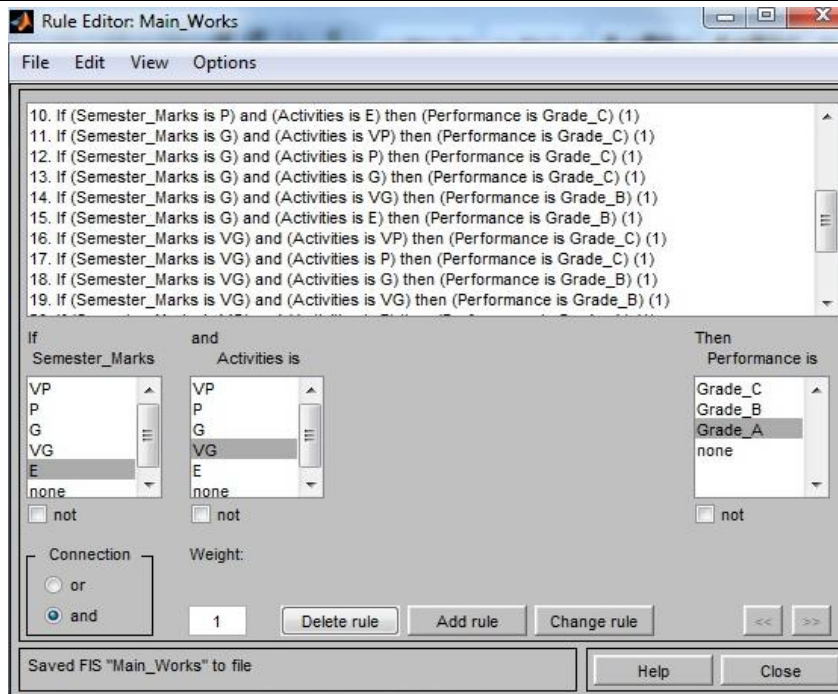 Rule Editor: Main_Works
File Edit View Options
10. If (Semester_Marks is P) and (Activities is E) then (Performance is Grade_C) (1)
11. If (Semester_Marks is G) and (Activities is VP) then (Performance is Grade_C) (1)
12. If (Semester_Marks is G) and (Activities is P) then (Performance is Grade_C) (1)
13. If (Semester_Marks is G) and (Activities is G) then (Performance is Grade_C) (1)
14. If (Semester_Marks is G) and (Activities is VG) then (Performance is Grade_B) (1)
15. If (Semester_Marks is G) and (Activities is E) then (Performance is Grade_B) (1)
16. If (Semester_Marks is VG) and (Activities is VP) then (Performance is Grade_C) (1)
17. If (Semester_Marks is VG) and (Activities is P) then (Performance is Grade_C) (1)
18. If (Semester_Marks is VG) and (Activities is G) then (Performance is Grade_B) (1)
19. If (Semester_Marks is VG) and (Activities is VG) then (Performance is Grade_B) (1)
If and Then
Semester_Marks Activities is Performance is
VP VP Grade_C
P P Grade_B
G G Grade_A
VG VG none
E E
none none
not not not
Connection Weight:
or
and 1 Delete rule Add rule Change rule << >>
Saved FIS "Main_Works" to file Help Close